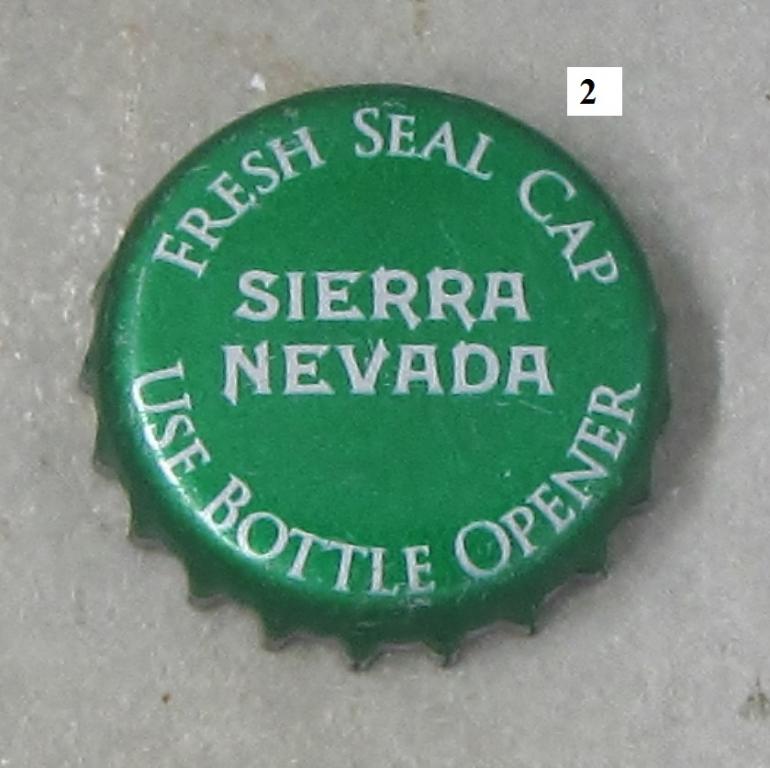 2
FRESH SEAL CAP
SIERRA
NEVADA
USE BOTTLE OPENER